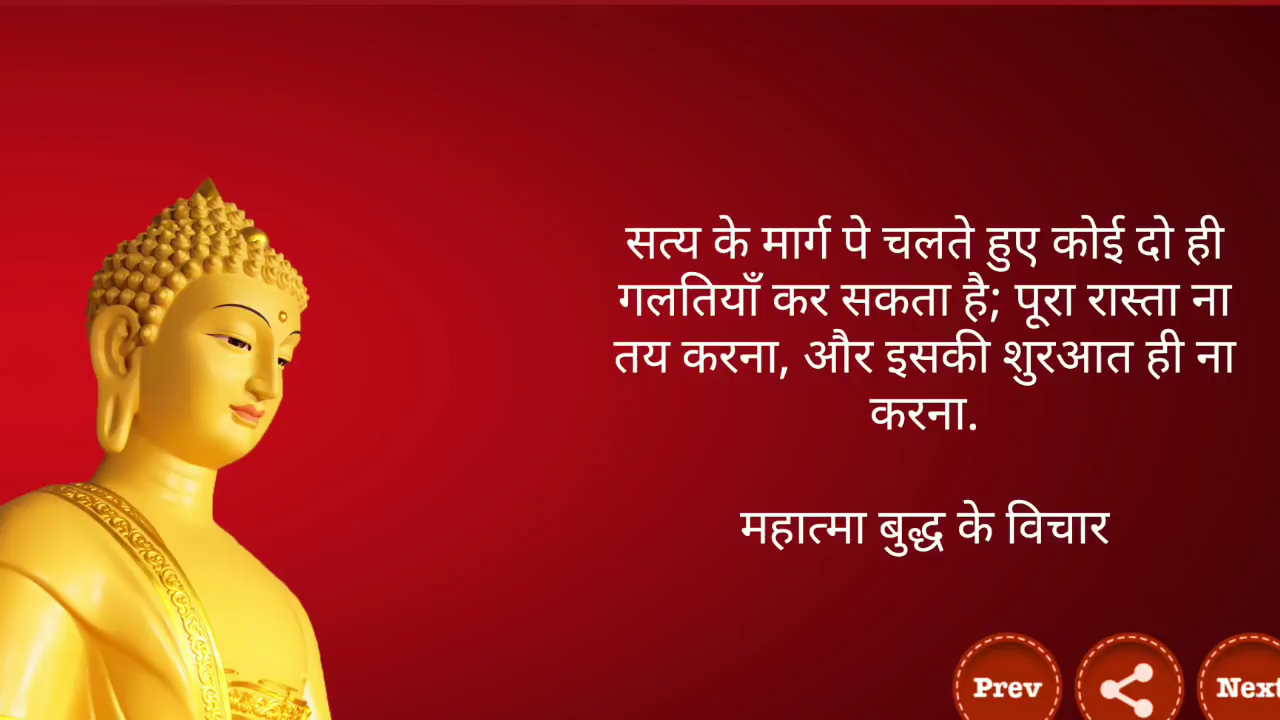 सत्य के मार्ग पे चलते हुए कोई दो ही
गलतियाँ कर सकता है; पूरा रास्ता ना
तय करना, और इसकी शुरआत ही ना
करना.
महात्मा बुद्ध के विचार
Prev
Next